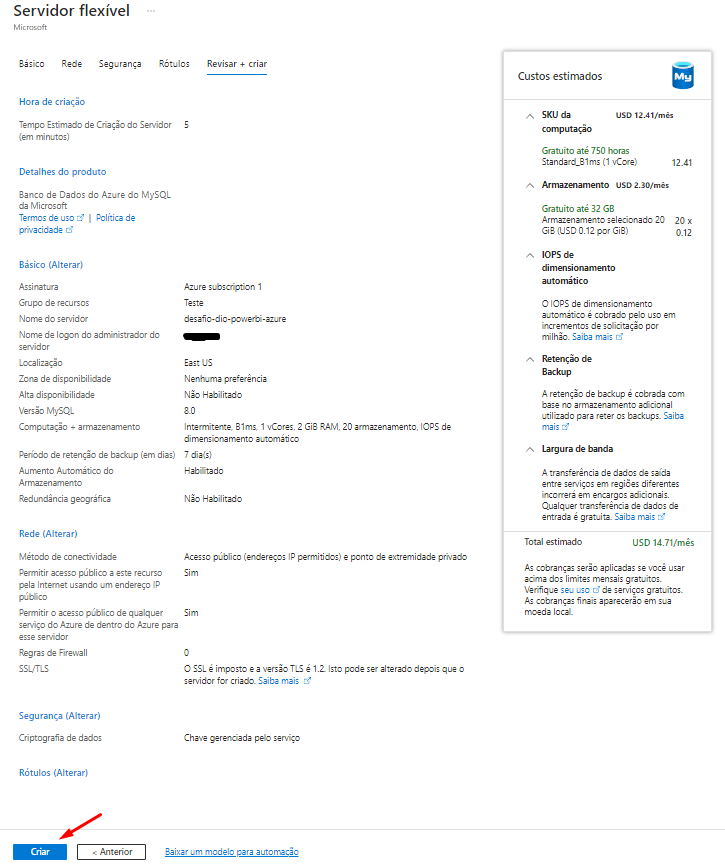 Servidor flexível ...
Microsoft
Básico Rede Segurança Rótulos Revisar + criar
Hora de criação
Tempo Estimado de Criação do Servidor 5
(em minutos)
Detalhes do produto
Banco de Dados do Azure do MySQL
da Microsoft
Termos de uso | Política de
privacidade
Básico (Alterar)
Assinatura Azure subscription 1
Grupo de recursos Teste
Nome do servidor desafio-dio-powerbi-azure
Nome de logon do administrador do
servidor
Localização East US
Zona de disponibilidade Nenhuma preferência
Alta disponibilidade Não Habilitado
Versão MySQL 8.0
Computação + armazenamento Intermitente, B1ms, 1 vCores, 2 GiB RAM, 20 armazenamento, IOPS de
dimensionamento automático
Período de retenção de backup (em dias) 7 dia(s)
Aumento Automático do Habilitado
Armazenamento
Redundância geográfica Não Habilitado
Rede (Alterar)
Método de conectividade Acesso público (endereços IP permitidos) e ponto de extremidade privado
Permitir acesso público a este recurso Sim
pela Internet usando um endereço IP
público
Permitir o acesso público de qualquer Sim
serviço do Azure de dentro do Azure para
esse servidor
Regras de Firewall 0
SSL/TLS O SSL é imposto e a versão TLS é 1.2. Isto pode ser alterado depois que o
servidor for criado. Saiba mais
Segurança (Alterar)
Criptografia de dados Chave gerenciada pelo serviço
Rótulos (Alterar)
Criar < Anterior Baixar um modelo para automação
Custos estimados My
SKU da USD 12.41/mês
computação
Gratuito até 750 horas
Standard_B1ms (1 vCore) 12.41
Armazenamento USD 2.30/mês
Gratuito até 32 GB
Armazenamento selecionado 20 20 x
GiB (USD 0.12 por GiB) 0.12
IOPS de
dimensionamento
automático
O IOPS de dimensionamento
automático é cobrado pelo uso em
incrementos de solicitação por
milhão. Saiba mais
Retenção de
Backup
A retenção de backup é cobrada com
base no armazenamento adicional
utilizado para reter os backups. Saiba
mais
Largura de banda
A transferência de dados de saída
entre serviços em regiões diferentes
incorrerá em encargos adicionais.
Qualquer transferência de dados de
entrada é gratuita. Saiba mais
Total estimado USD 14.71/mês
As cobranças serão aplicadas se você usar
acima dos limites mensais gratuitos.
Verifique seu uso de serviços gratuitos.
As cobranças finais aparecerão em sua
moeda local.